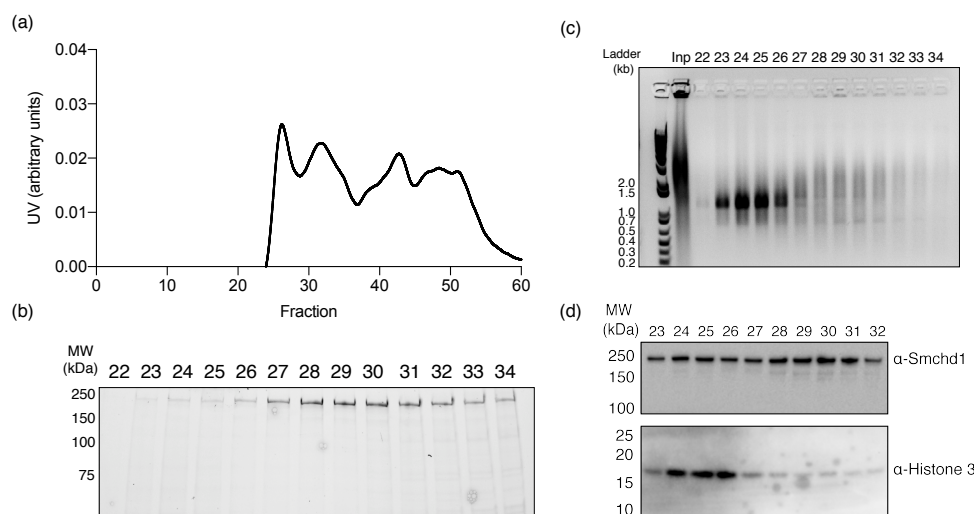 (a)
0.04
0.03
0.02
0.01
0.00
UV (arbitrary units)
0 10 20 30 40 50 60
Fraction
(b)
MW
(kDa)
22 23 24 25 26 27 28 29 30 31 32 33 34
250
150
100
75
(c)
Ladder
(kb)
Inp 22 23 24 25 26 27 28 29 30 31 32 33 34
2.0
1.5
1.0
0.7
0.5
0.4
0.3
0.2
(d)
MW
(kDa)
23 24 25 26 27 28 29 30 31 32
250
150
100
α-Smchd1
25
20
15
10
α-Histone 3